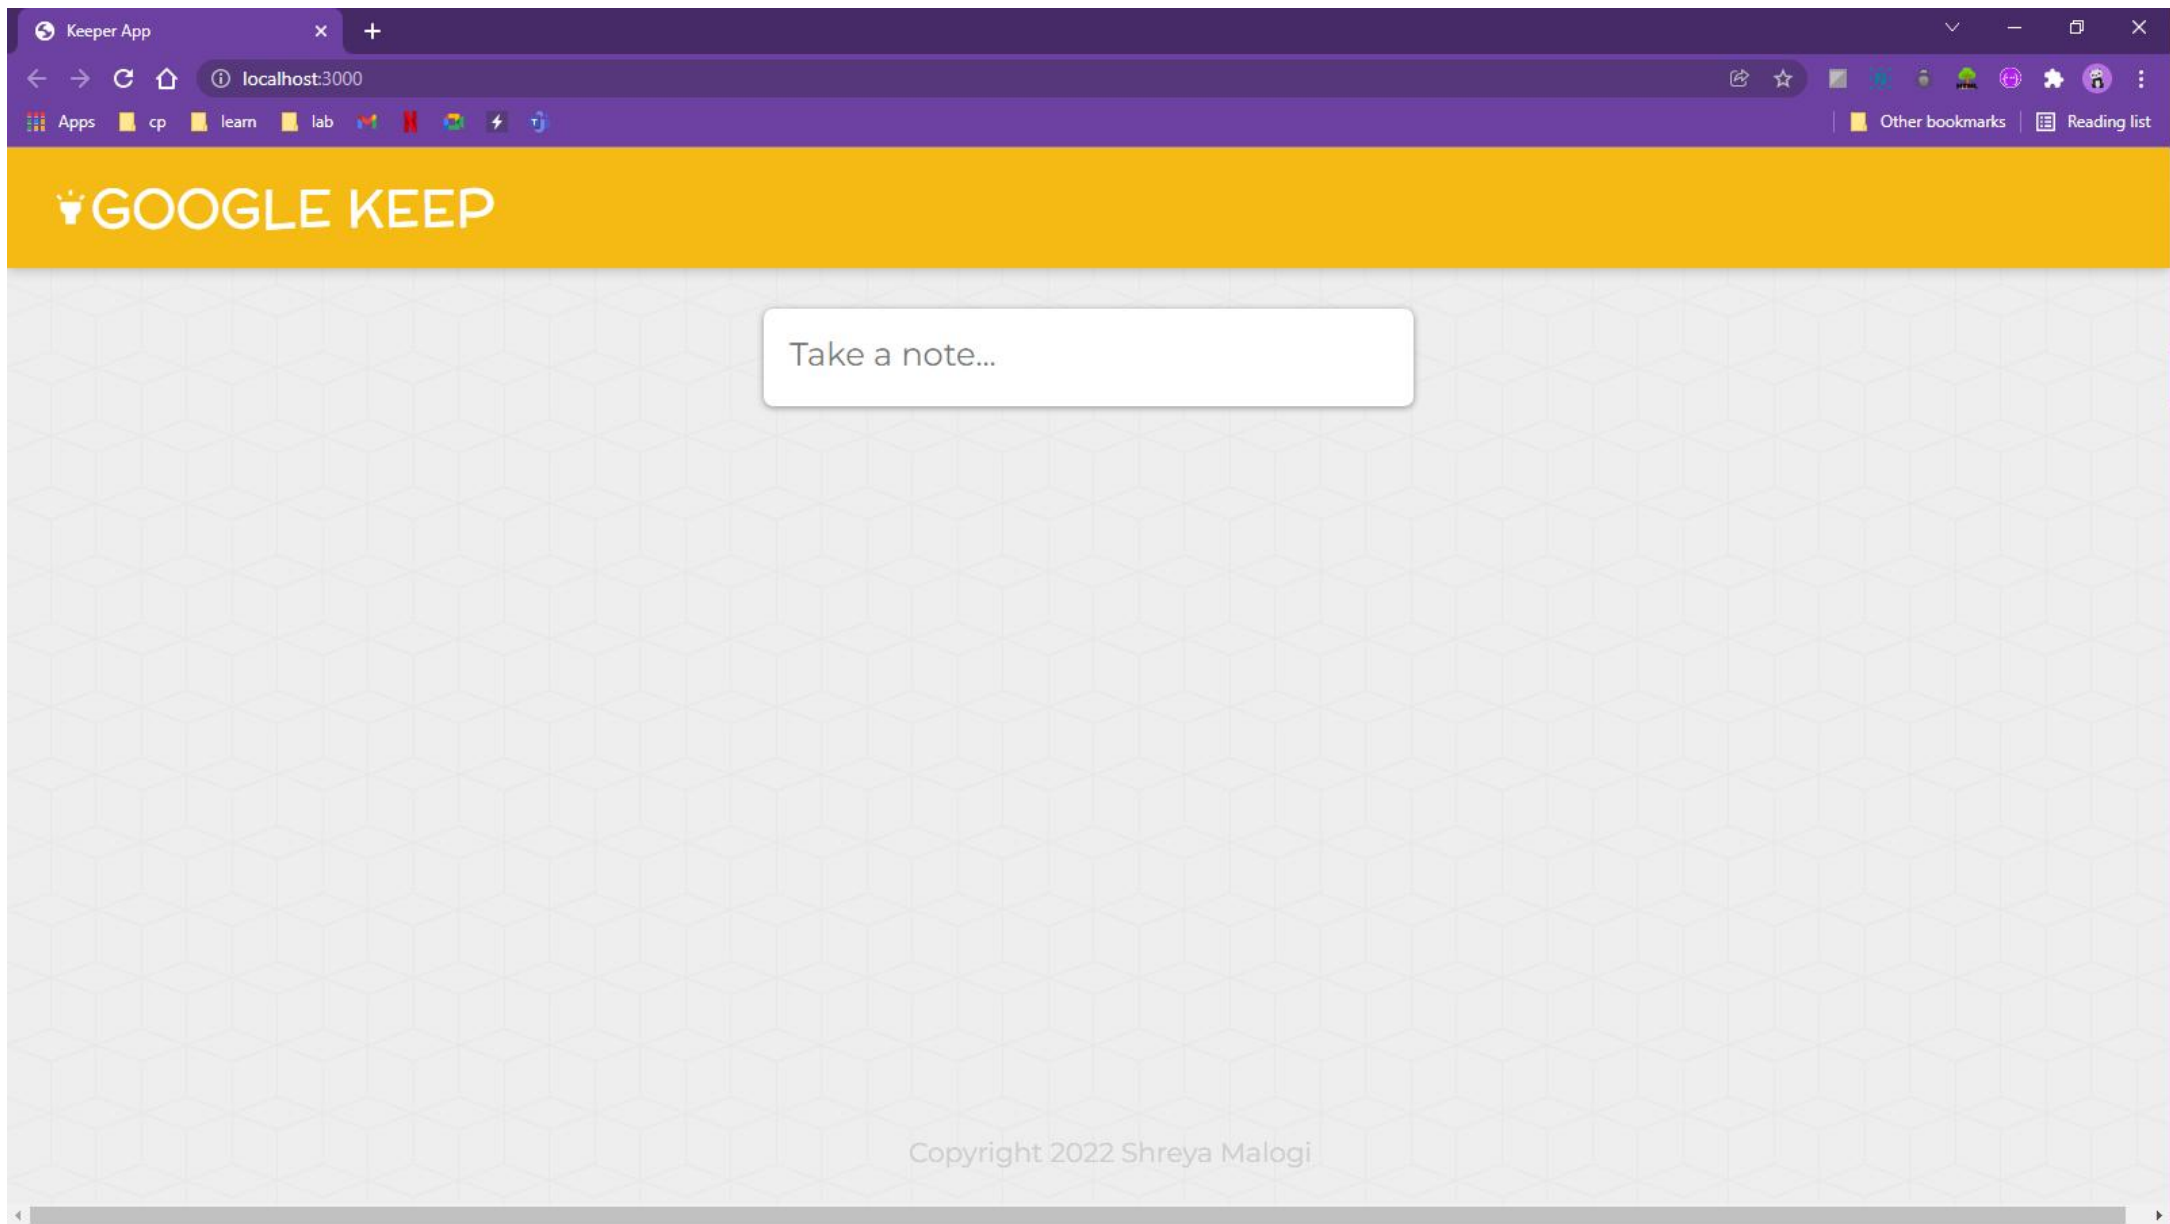 Keeper App
localhost:3000
Apps cp learn lab Other bookmarks Reading list
GOOGLE KEEP
Take a note...
Copyright 2022 Shreya Malogi